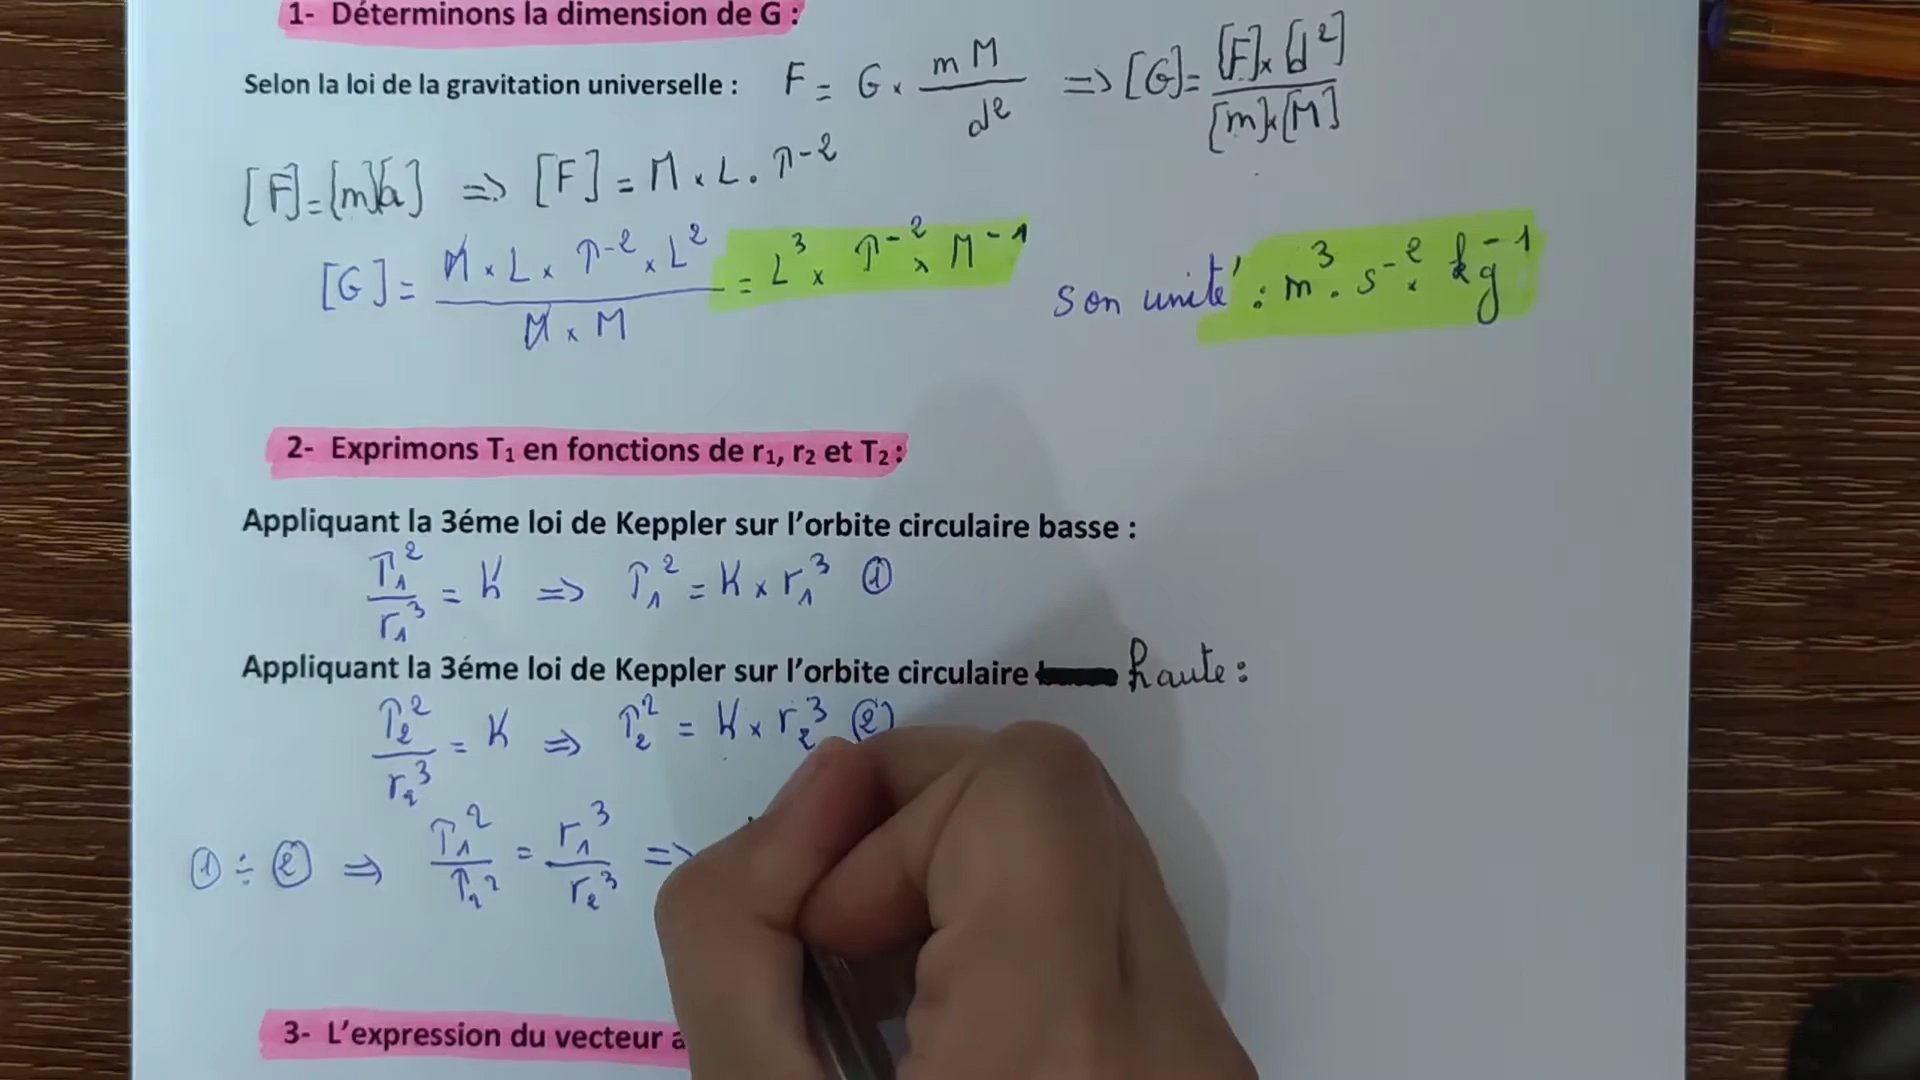 1- Déterminons la dimension de G :
Selon la loi de la gravitation universelle : F = G × mM/d² => [G] = [F]×[d²]/[m]×[M]
[F] = [m][a] => [F] = M × L . T⁻²
[G] = M × L × T⁻² × L²/M × M = L³ × T⁻² × M⁻¹ son unité : m³ . s⁻² . kg⁻¹
2- Exprimons T₁ en fonctions de r₁, r₂ et T₂ :
Appliquant la 3éme loi de Keppler sur l’orbite circulaire basse :
T₁²/r₁³ = K => T₁² = K × r₁³ ①
Appliquant la 3éme loi de Keppler sur l’orbite circulaire haute :
T₂²/r₂³ = K => T₂² = K × r₂³ ②
① ÷ ② => T₁²/T₂² = r₁³/r₂³ =>
3- L’expression du vecteur a